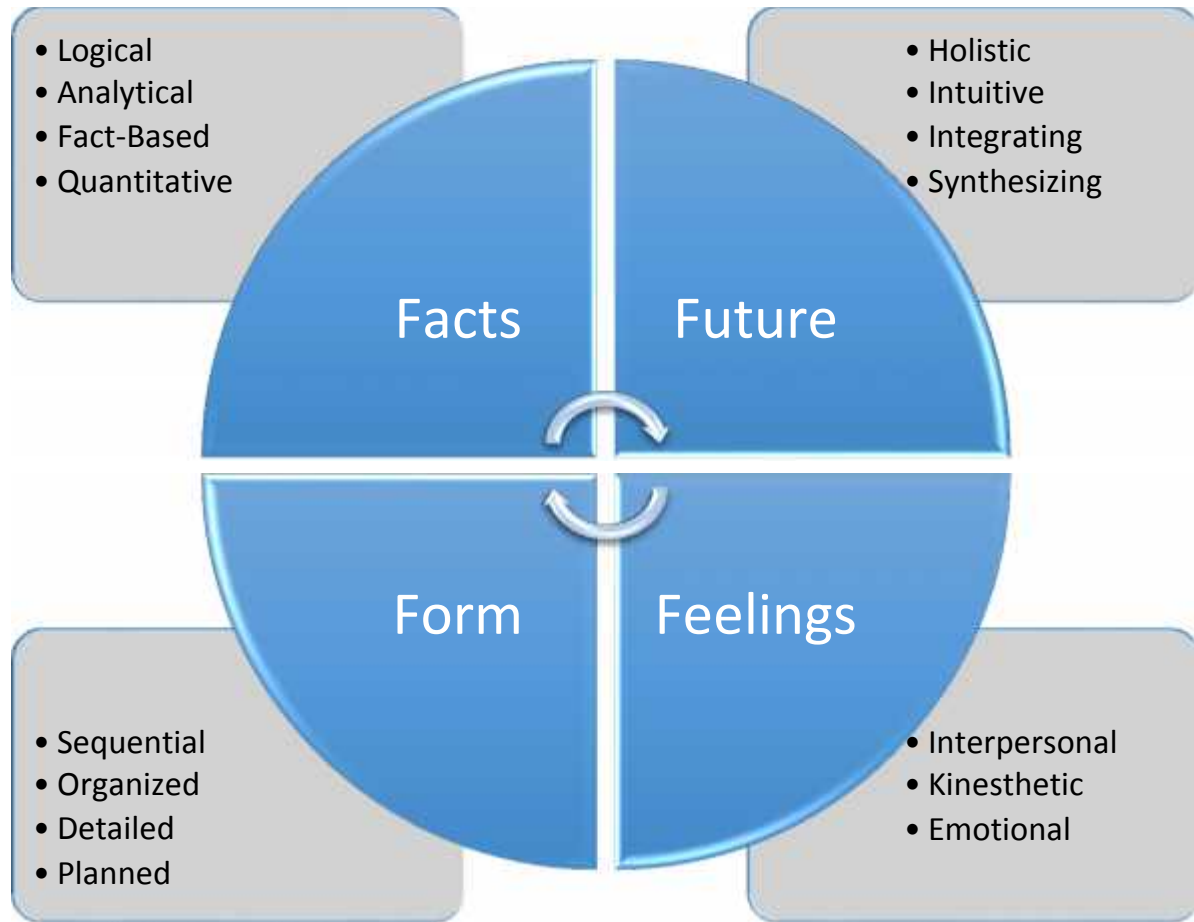 • Logical
• Analytical
• Fact-Based
• Quantitative
• Holistic
• Intuitive
• Integrating
• Synthesizing
Facts
Future
Form
Feelings
• Sequential
• Organized
• Detailed
• Planned
• Interpersonal
• Kinesthetic
• Emotional